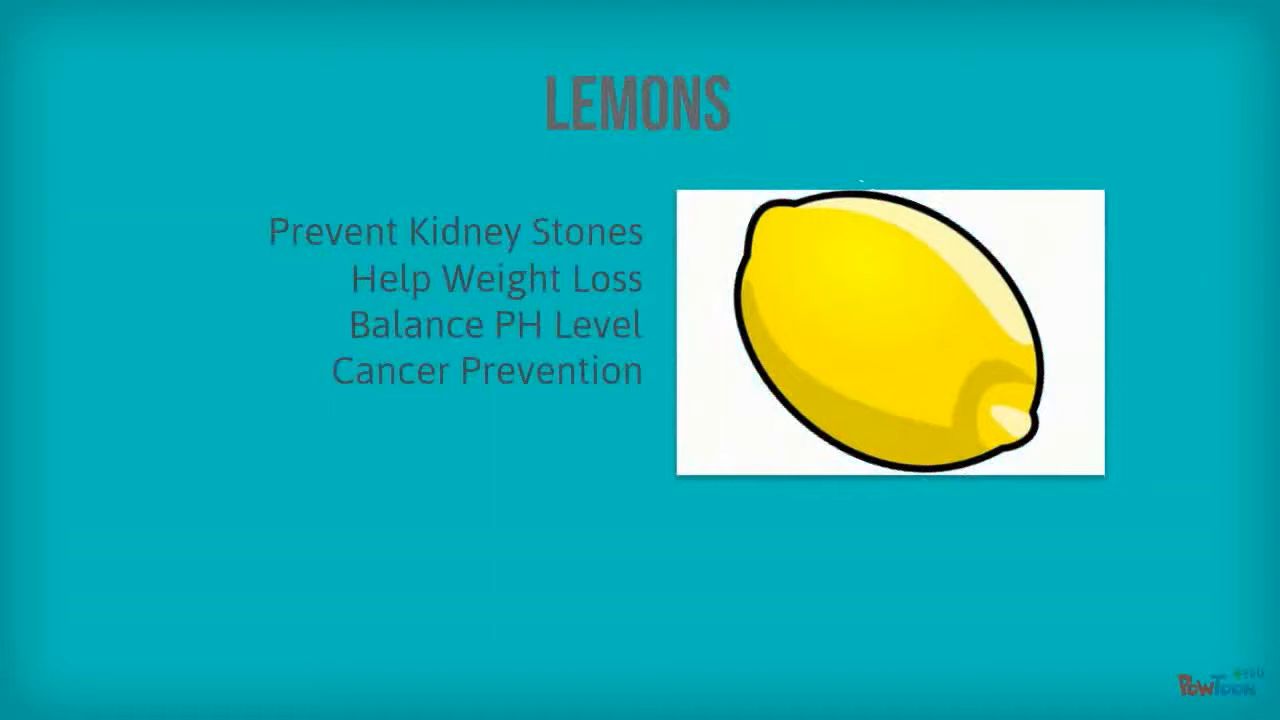 LEMONS
Prevent Kidney Stones
Help Weight Loss
Balance PH Level
Cancer Prevention
POWTOON